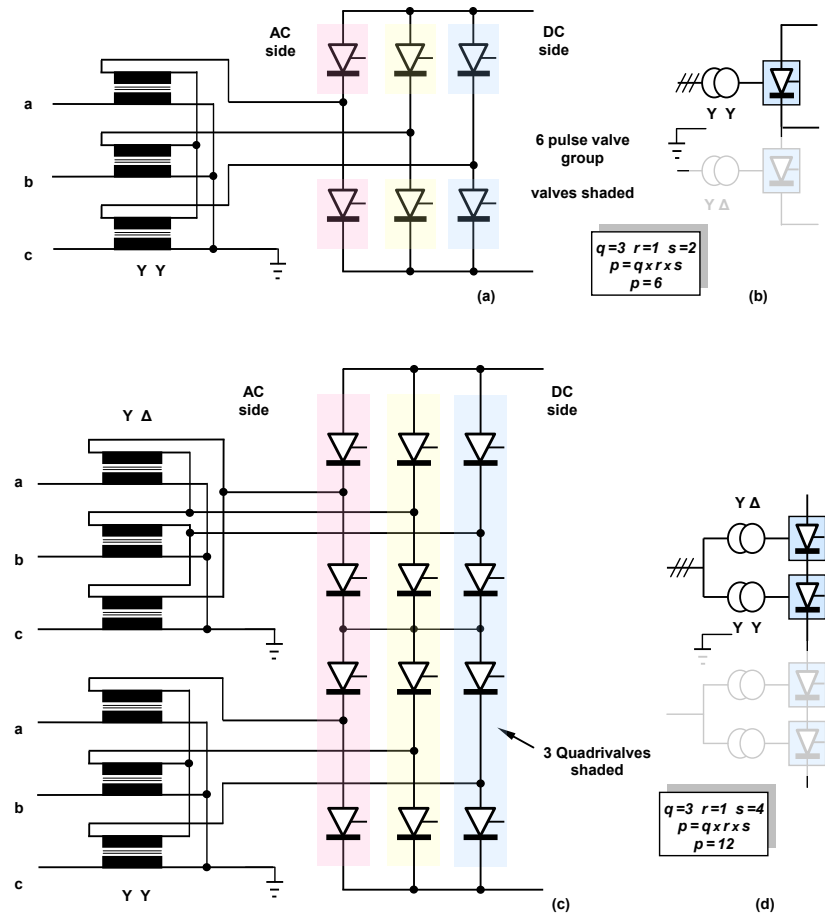 AC
side
DC
side
a
b
c
Y Y
6 pulse valve
group
valves shaded
(a)
Y Y
Y Δ
q=3 r=1 s=2
p=q x r x s
p=6
(b)
AC
side
DC
side
Y Δ
a
b
c
a
b
c
Y Y
3 Quadrivalves
shaded
(c)
Y Δ
Y Y
q=3 r=1 s=4
p=q x r x s
p=12
(d)